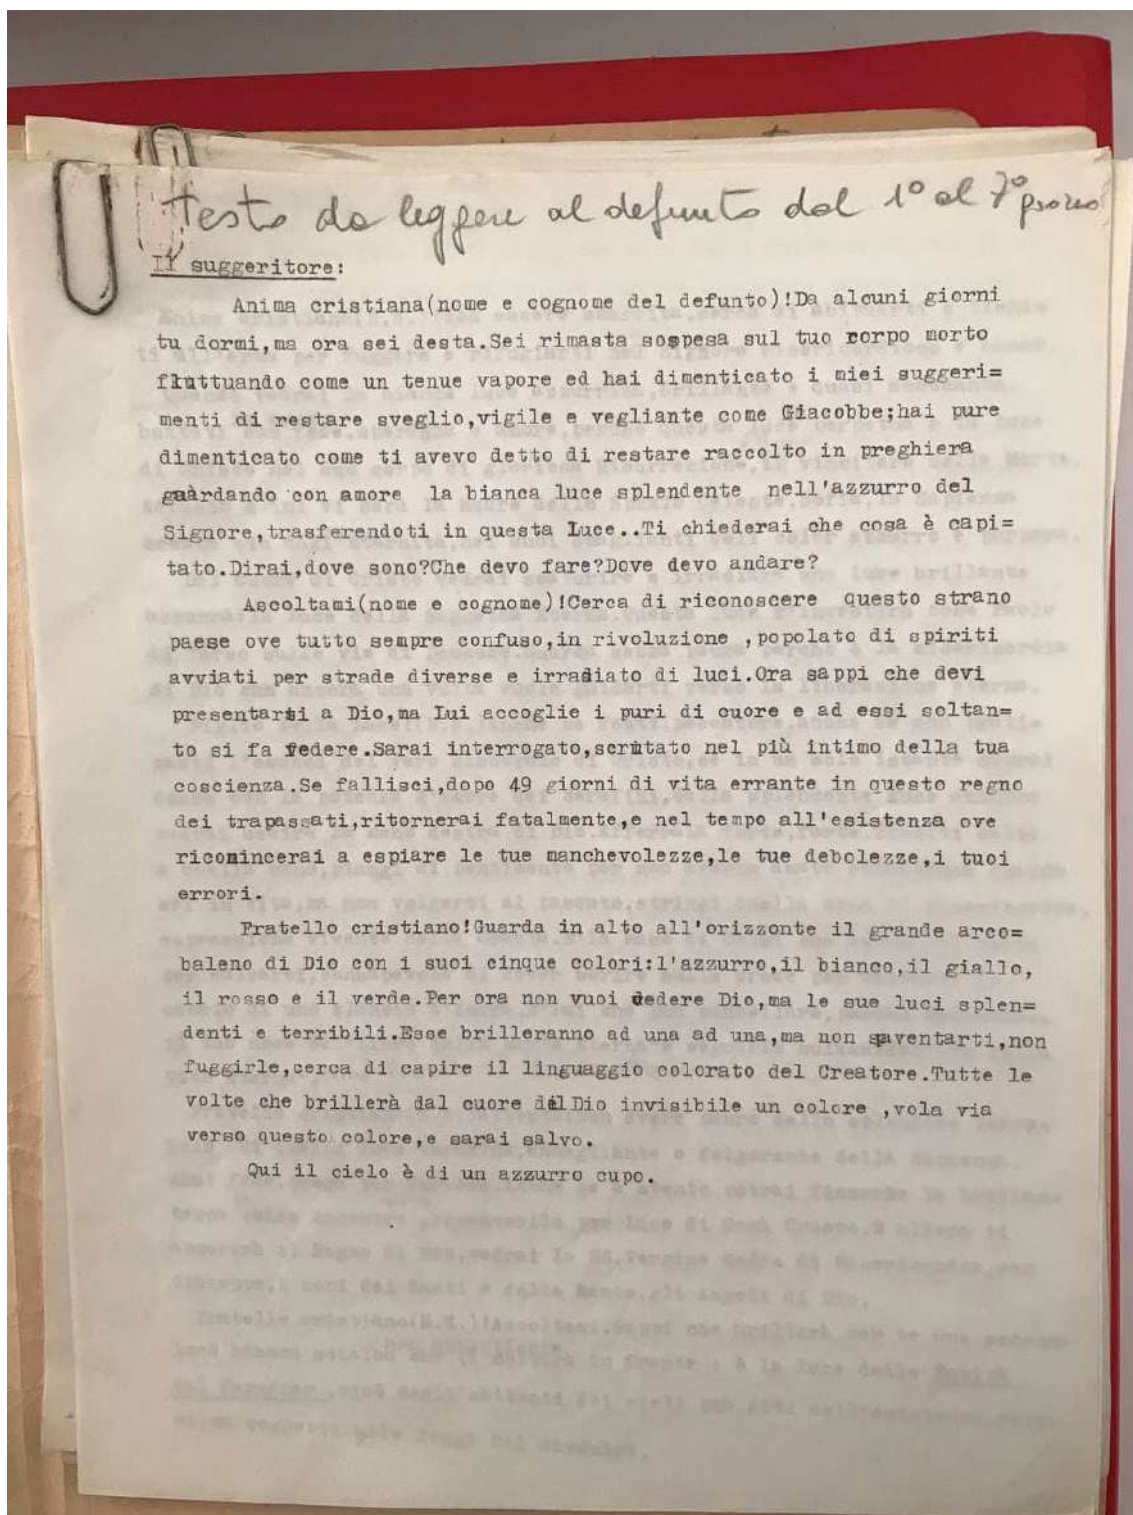 Testo da leggere al defunto dal 1° al 7° giorno
Il suggeritore:
Anima cristiana(nome e cognome del defunto)!Da alcuni giorni
tu dormi,ma ora sei desta.Sei rimasta sospesa sul tuo corpo morto
fluttuando come un tenue vapore ed hai dimenticato i miei suggeri=
menti di restare sveglio,vigile e vegliante come Giacobbe;hai pure
dimenticato come ti avevo detto di restare raccolto in preghiera
guardando con amore la bianca luce splendente nell'azzurro del
Signore,trasferendoti in questa Luce..Ti chiederai che cosa è capi=
tato.Dirai,dove sono?Che devo fare?Dove devo andare?
Ascoltami(nome e cognome)!Cerca di riconoscere questo strano
paese ove tutto sempre confuso,in rivoluzione ,popolato di spiriti
avviati per strade diverse e irradiato di luci.Ora sappi che devi
presentarti a Dio,ma Lui accoglie i puri di cuore e ad essi soltan=
to si fa vedere.Sarai interrogato,scrutato nel più intimo della tua
coscienza.Se fallisci,dopo 49 giorni di vita errante in questo regno
dei trapassati,ritornerai fatalmente,e nel tempo all'esistenza ove
ricomincerai a espiare le tue manchevolezze,le tue debolezze,i tuoi
errori.
Fratello cristiano!Guarda in alto all'orizzonte il grande arco=
baleno di Dio con i suoi cinque colori:l'azzurro,il bianco,il giallo,
il rosso e il verde.Per ora non vuoi vedere Dio,ma le sue luci splen=
denti e terribili.Esse brilleranno ad una ad una,ma non spaventarti,non
fuggirle,cerca di capire il linguaggio colorato del Creatore.Tutte le
volte che brillerà dal cuore del Dio invisibile un colore ,vola via
verso questo colore,e sarai salvo.
Qui il cielo è di un azzurro cupo.